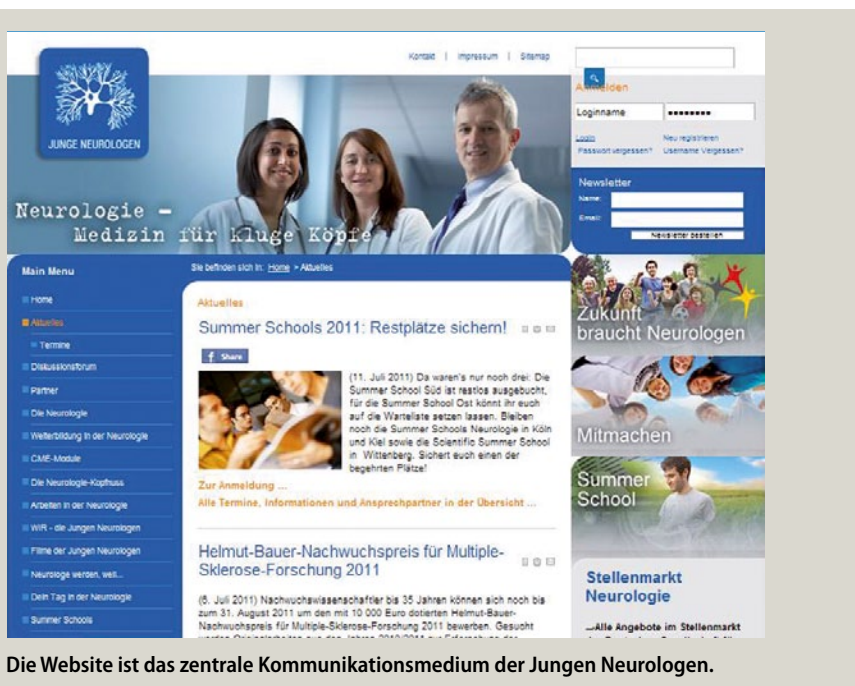 Kontakt | Impressum | Sitemap
JUNGE NEUROLOGEN
Neurologie –
Medizin für kluge Köpfe
Anmelden
Loginname
Login Neu registrieren
Passwort vergessen? Username Vergessen?
Newsletter
Name:
Email:
Newsletter bestellen
Main Menu
Home
Aktuelles
Termine
Diskussionsforum
Partner
Die Neurologie
Weiterbildung in der Neurologie
CME-Module
Die Neurologie-Kopfnuss
Arbeiten in der Neurologie
WIR - die Jungen Neurologen
Filme der Jungen Neurologen
Neurologe werden, weil...
Dein Tag in der Neurologie
Summer Schools
Sie befinden sich in: Home > Aktuelles
Aktuelles
Summer Schools 2011: Restplätze sichern!
f Share
(11. Juli 2011) Da waren's nur noch drei: Die
Summer School Süd ist restlos ausgebucht,
für die Summer School Ost könnt ihr euch
auf die Warteliste setzen lassen. Bleiben
noch die Summer Schools Neurologie in Köln
und Kiel sowie die Scientific Summer School
in Wittenberg. Sichert euch einen der
begehrten Plätze!
Zur Anmeldung ...
Alle Termine, Informationen und Ansprechpartner in der Übersicht ...
Helmut-Bauer-Nachwuchspreis für Multiple-
Sklerose-Forschung 2011
(6. Juli 2011) Nachwuchswissenschaftler bis 35 Jahren können sich noch bis
zum 31. August 2011 um den mit 10 000 Euro dotierten Helmut-Bauer-
Nachwuchspreis für Multiple-Sklerose-Forschung 2011 bewerben. Gesucht
Zukunft
braucht Neurologen
Mitmachen
Summer
School
Stellenmarkt
Neurologie
...Alle Angebote im Stellenmarkt
Die Website ist das zentrale Kommunikationsmedium der Jungen Neurologen.